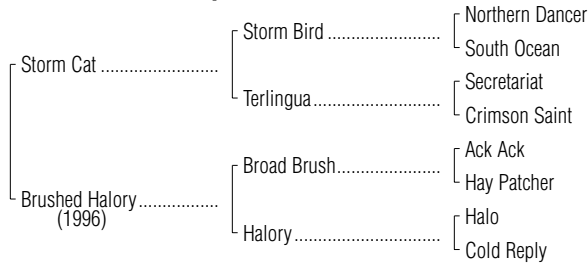 Northern Dancer
Storm Bird ......................
South Ocean
Storm Cat .......................
Secretariat
Terlingua.........................
Crimson Saint
Ack Ack
Broad Brush.....................
Hay Patcher
Brushed Halory................
(1996)
Halo
Halory .............................
Cold Reply